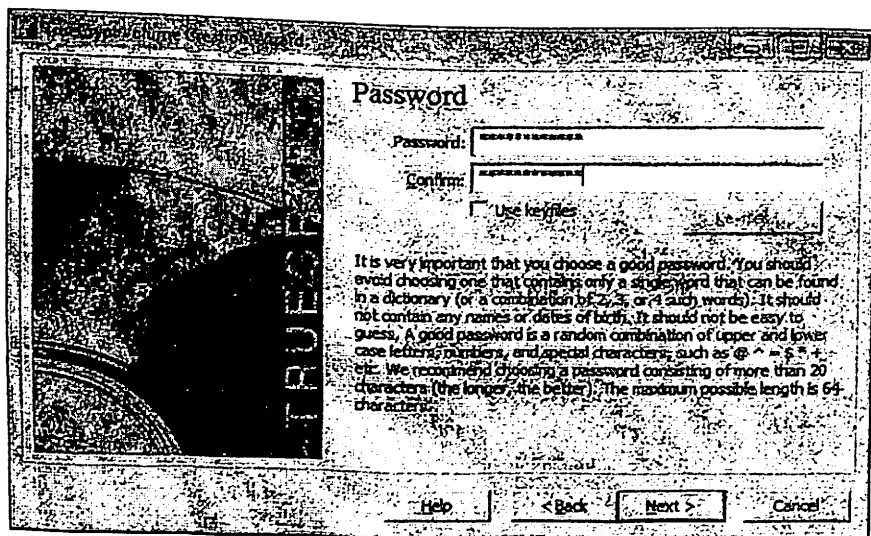 Volume Creation Wizard
TRUE
Password
Password: ************
Confirm: ************
Use keyfiles
It is very important that you choose a good password. You should
avoid choosing one that contains only a single word that can be found
in a dictionary (or a combination of 2, 3, or 4 such words). It should
not contain any names or dates of birth. It should not be easy to
guess. A good password is a random combination of upper and lower
case letters, numbers, and special characters, such as @ ^ = $ * +
etc. We recommend choosing a password consisting of more than 20
characters (the longer, the better). The maximum possible length is 64
characters.
Help
< Back
Next >
Cancel